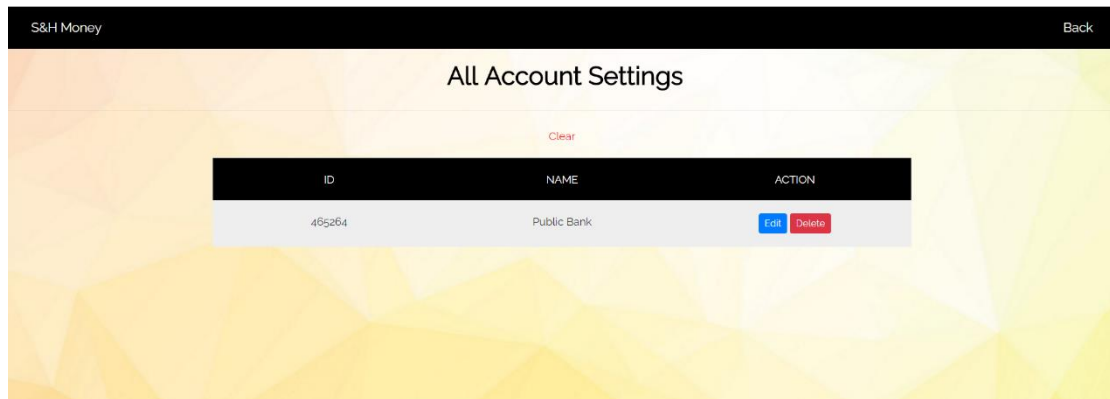 S&H Money Back
All Account Settings
Clear
ID NAME ACTION
465264 Public Bank Edit Delete